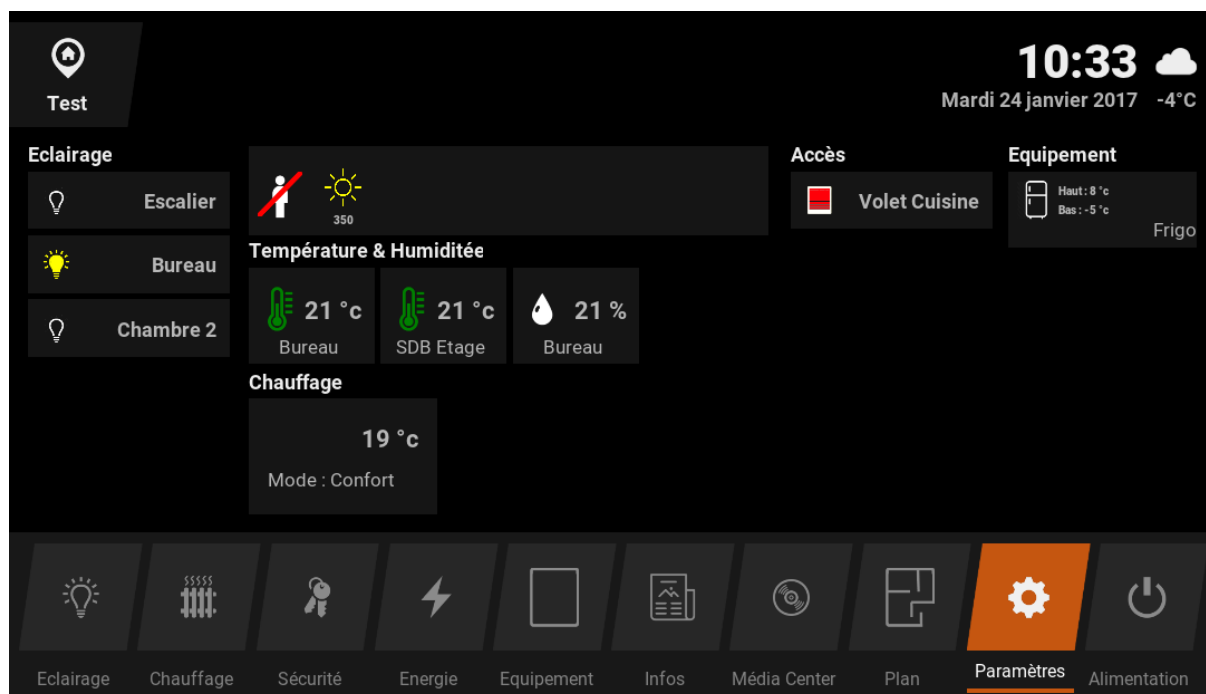 10:33
Test
Mardi 24 janvier 2017 -4°C
Eclairage
Escalier
Bureau
Chambre 2
350
Température & Humiditée
21 °c
Bureau
21 °c
SDB Etage
21 %
Bureau
Chauffage
19 °c
Mode : Confort
Accès
Volet Cuisine
Equipement
Haut : 8 °c
Bas : -5 °c
Frigo
Eclairage Chauffage Sécurité Energie Equipement Infos Média Center Plan Paramètres Alimentation